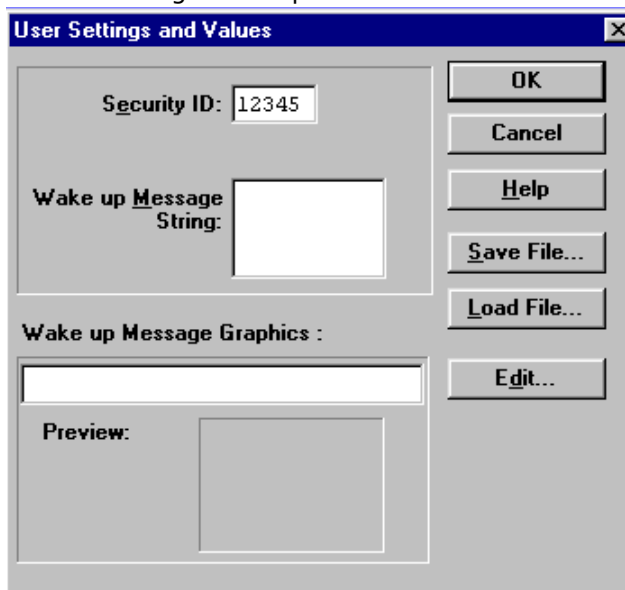 User Settings and Values
Security ID: 12345
Wake up Message
String:
Wake up Message Graphics :
Preview:
OK
Cancel
Help
Save File...
Load File...
Edit...